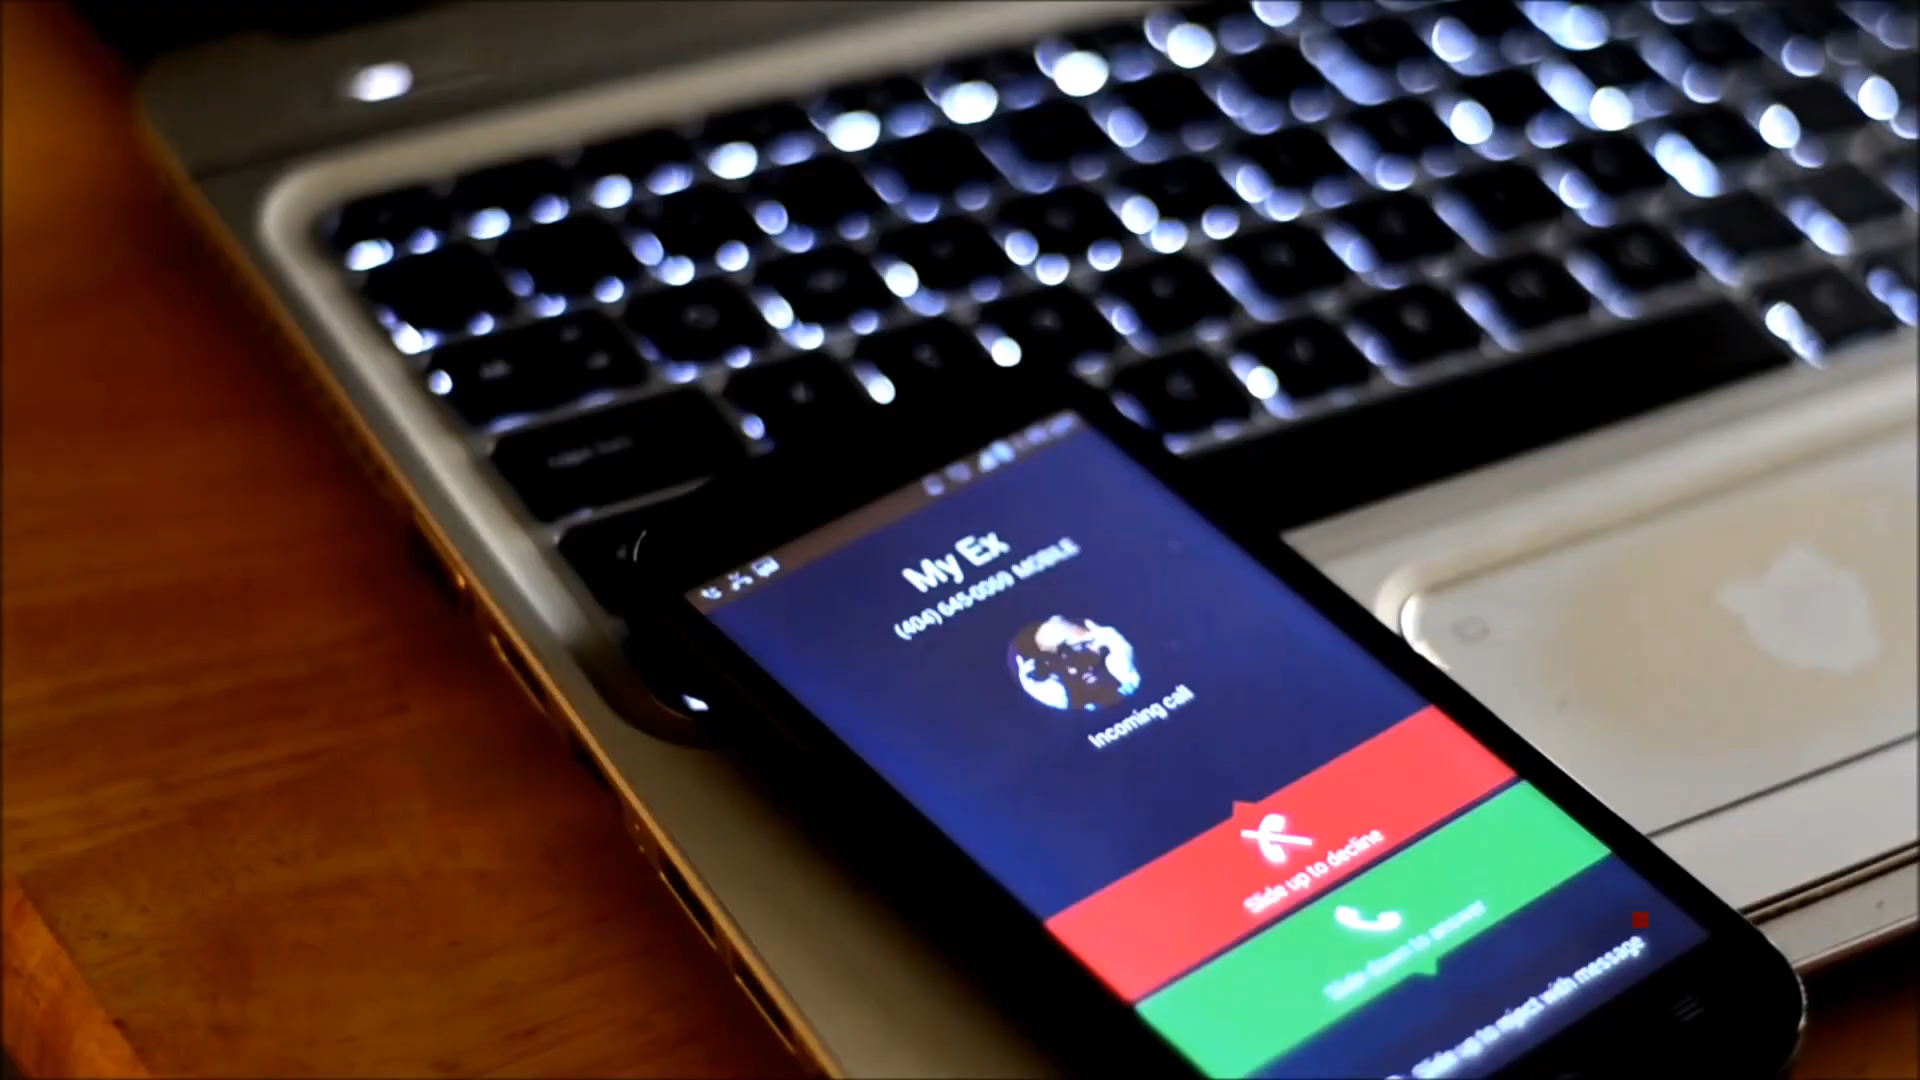 My Ex
(404) 645-0069 MOBILE
Incoming call
Slide up to decline
Slide down to answer
Slide up to reject with message